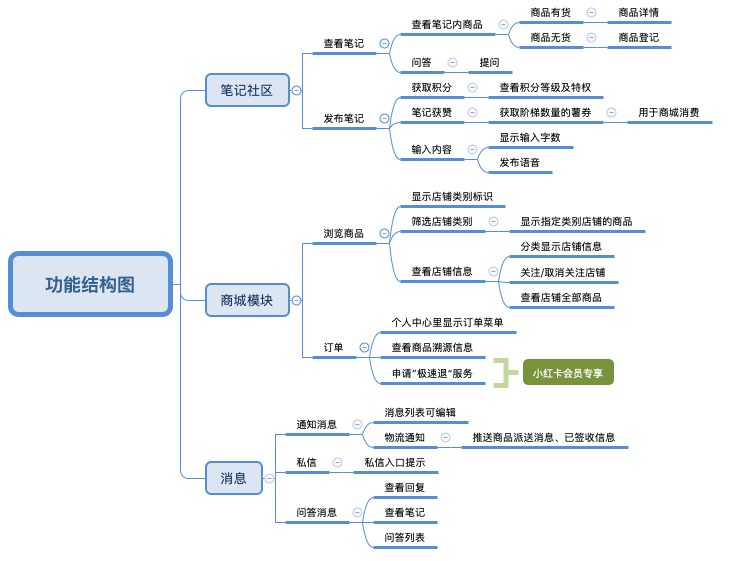 功能结构图
笔记社区
查看笔记
查看笔记内商品
商品有货
商品详情
商品无货
商品登记
问答
提问
发布笔记
获取积分
查看积分等级及特权
笔记获赞
获取阶梯数量的薯券
用于商城消费
输入内容
显示输入字数
发布语音
商城模块
浏览商品
显示店铺类别标识
筛选店铺类别
显示指定类别店铺的商品
查看店铺信息
分类显示店铺信息
关注/取消关注店铺
查看店铺全部商品
订单
个人中心里显示订单菜单
查看商品溯源信息
申请”极速退“服务
小红卡会员专享
消息
通知消息
消息列表可编辑
物流通知
推送商品派送消息、已签收信息
私信
私信入口提示
问答消息
查看回复
查看笔记
问答列表